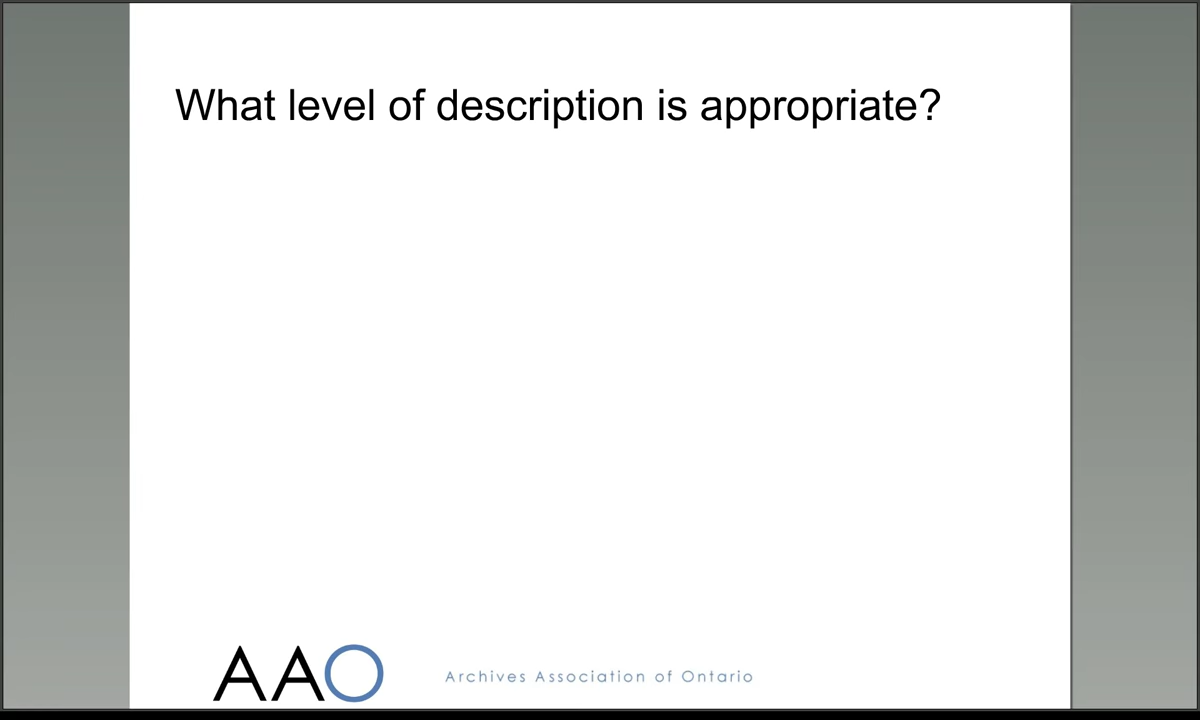 What level of description is appropriate?
AAO
Archives Association of Ontario